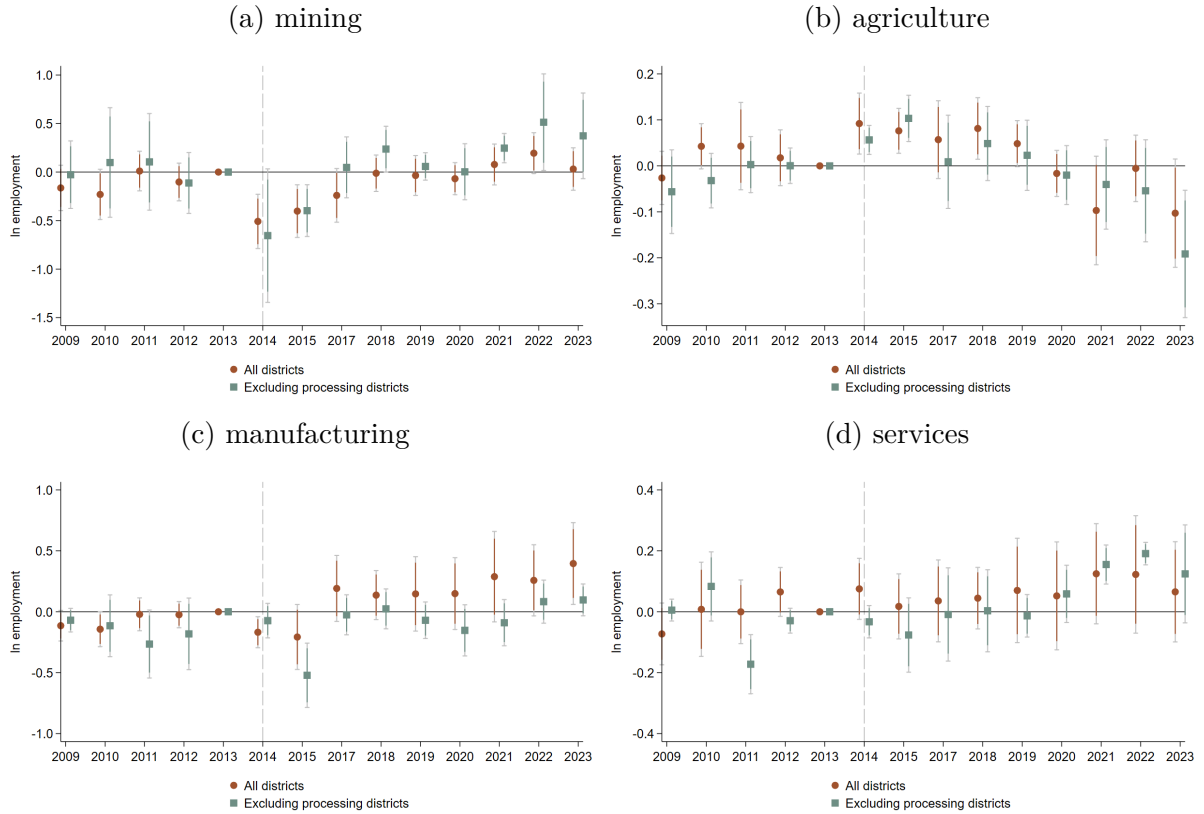 (a) mining
ln employment
1.0
0.5
0.0
-0.5
-1.0
-1.5
2009 2010 2011 2012 2013 2014 2015 2017 2018 2019 2020 2021 2022 2023
All districts
Excluding processing districts
(b) agriculture
ln employment
0.2
0.1
0.0
-0.1
-0.2
-0.3
2009 2010 2011 2012 2013 2014 2015 2017 2018 2019 2020 2021 2022 2023
All districts
Excluding processing districts
(c) manufacturing
ln employment
1.0
0.5
0.0
-0.5
-1.0
2009 2010 2011 2012 2013 2014 2015 2017 2018 2019 2020 2021 2022 2023
All districts
Excluding processing districts
(d) services
ln employment
0.4
0.2
0.0
-0.2
-0.4
2009 2010 2011 2012 2013 2014 2015 2017 2018 2019 2020 2021 2022 2023
All districts
Excluding processing districts